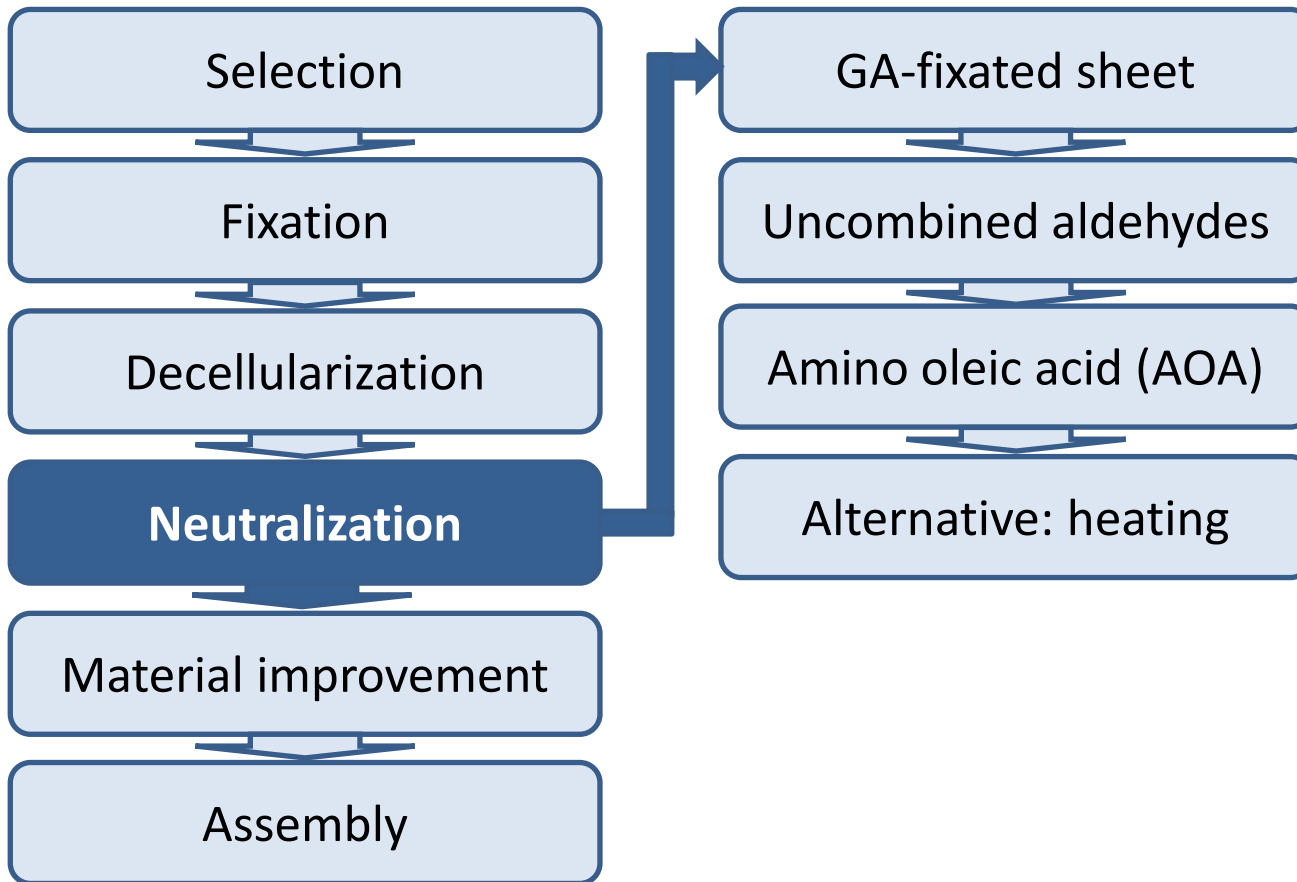 Selection
Fixation
Decellularization
Neutralization
Material improvement
Assembly
GA-fixated sheet
Uncombined aldehydes
Amino oleic acid (AOA)
Alternative: heating